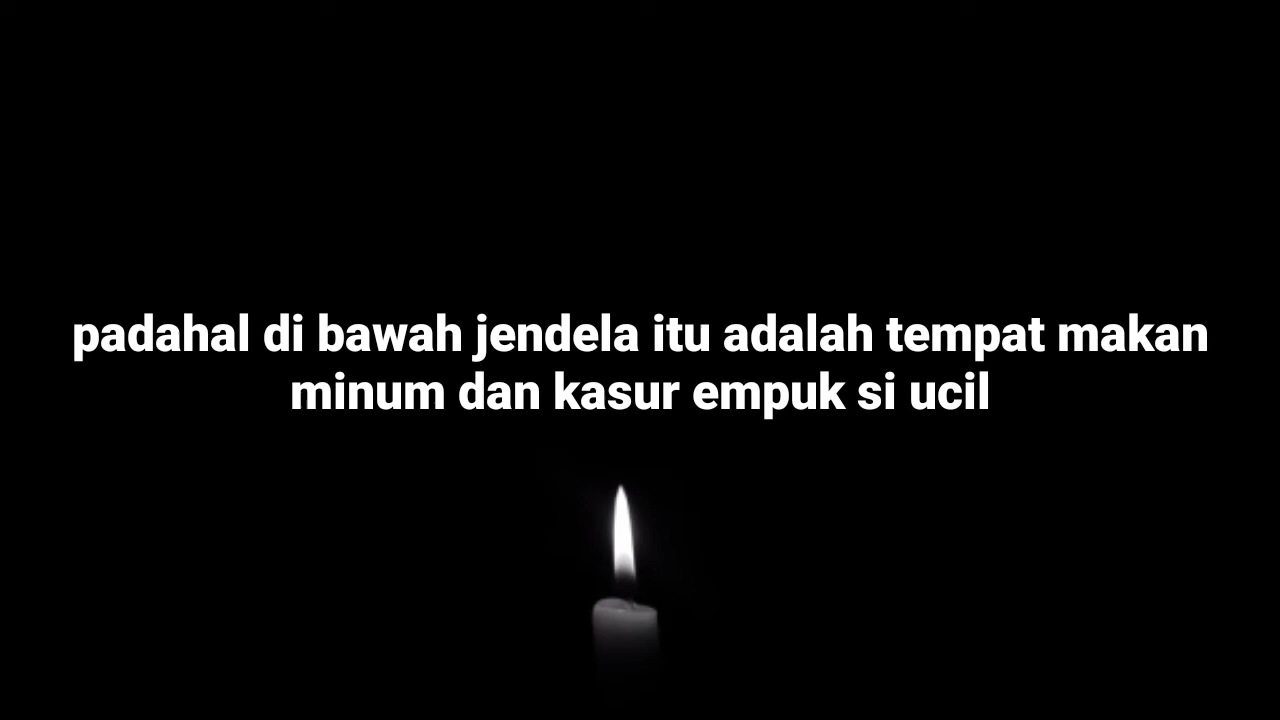 padahal di bawah jendela itu adalah tempat makan
minum dan kasur empuk si ucil